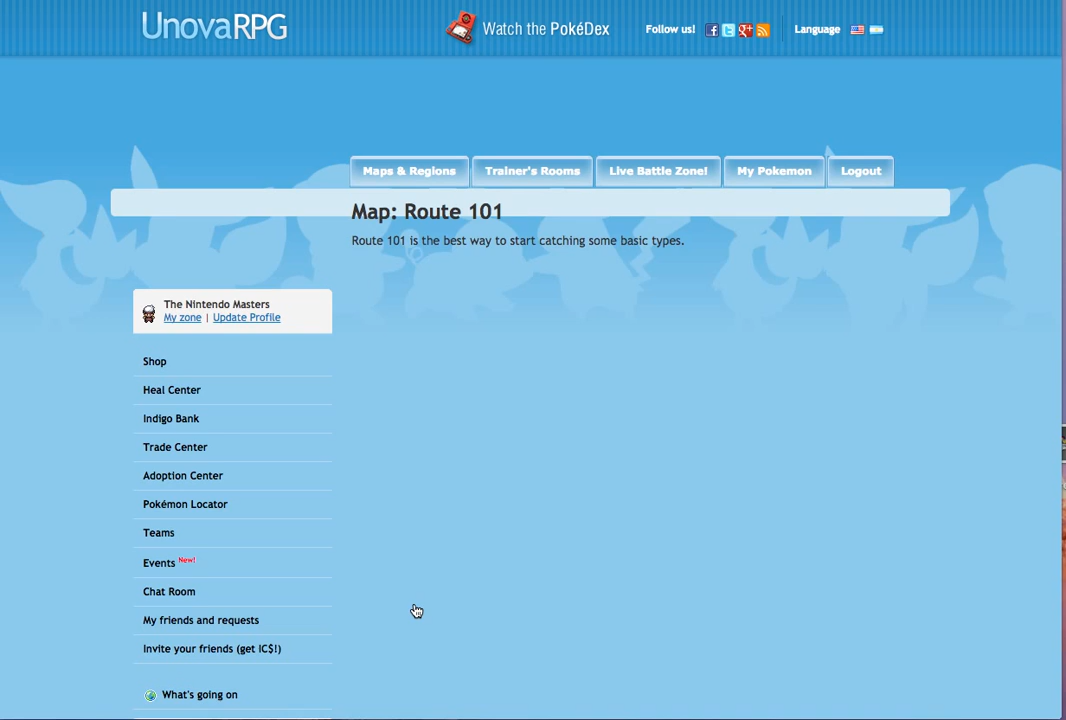 UnovaRPG
Watch the PokéDex
Follow us!
Language
Maps & Regions
Trainer's Rooms
Live Battle Zone!
My Pokemon
Logout
Map: Route 101
Route 101 is the best way to start catching some basic types.
The Nintendo Masters
My zone | Update Profile
Shop
Heal Center
Indigo Bank
Trade Center
Adoption Center
Pokémon Locator
Teams
Events New!
Chat Room
My friends and requests
Invite your friends (get IC$!)
What's going on